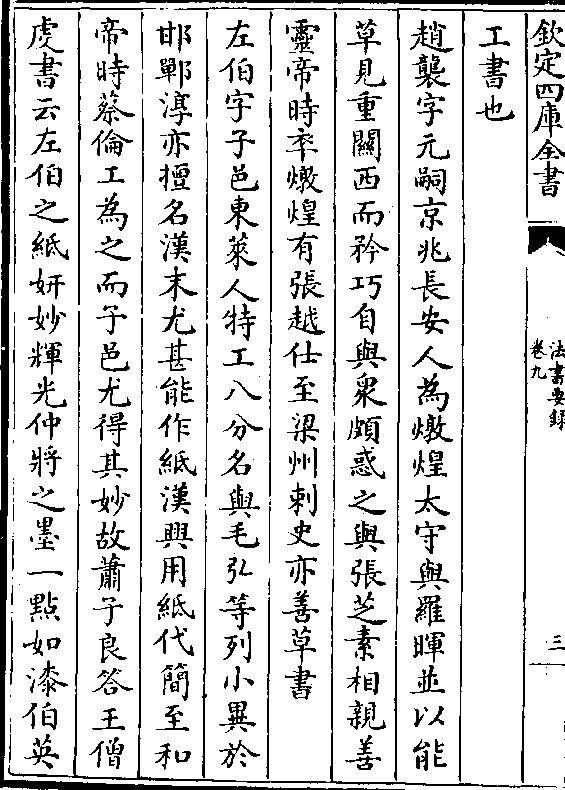 欽定四庫全書
法書要録
卷九
三
工書也
趙襲字元嗣京兆長安人為燉煌太守與羅暉並以能
草見重關西而矜巧自與衆頗惑之與張芝素相親善
靈帝時卒燉煌有張越仕至梁州刺史亦善草書
左伯字子邑東萊人特工八分名與毛弘等列小異於
邯鄲淳亦擅名漢末尤甚能作紙漢興用紙代簡至和
帝時蔡倫工為之而子邑尤得其妙故蕭子良答王僧
虔書云左伯之紙妍妙輝光仲將之墨一點如漆伯英